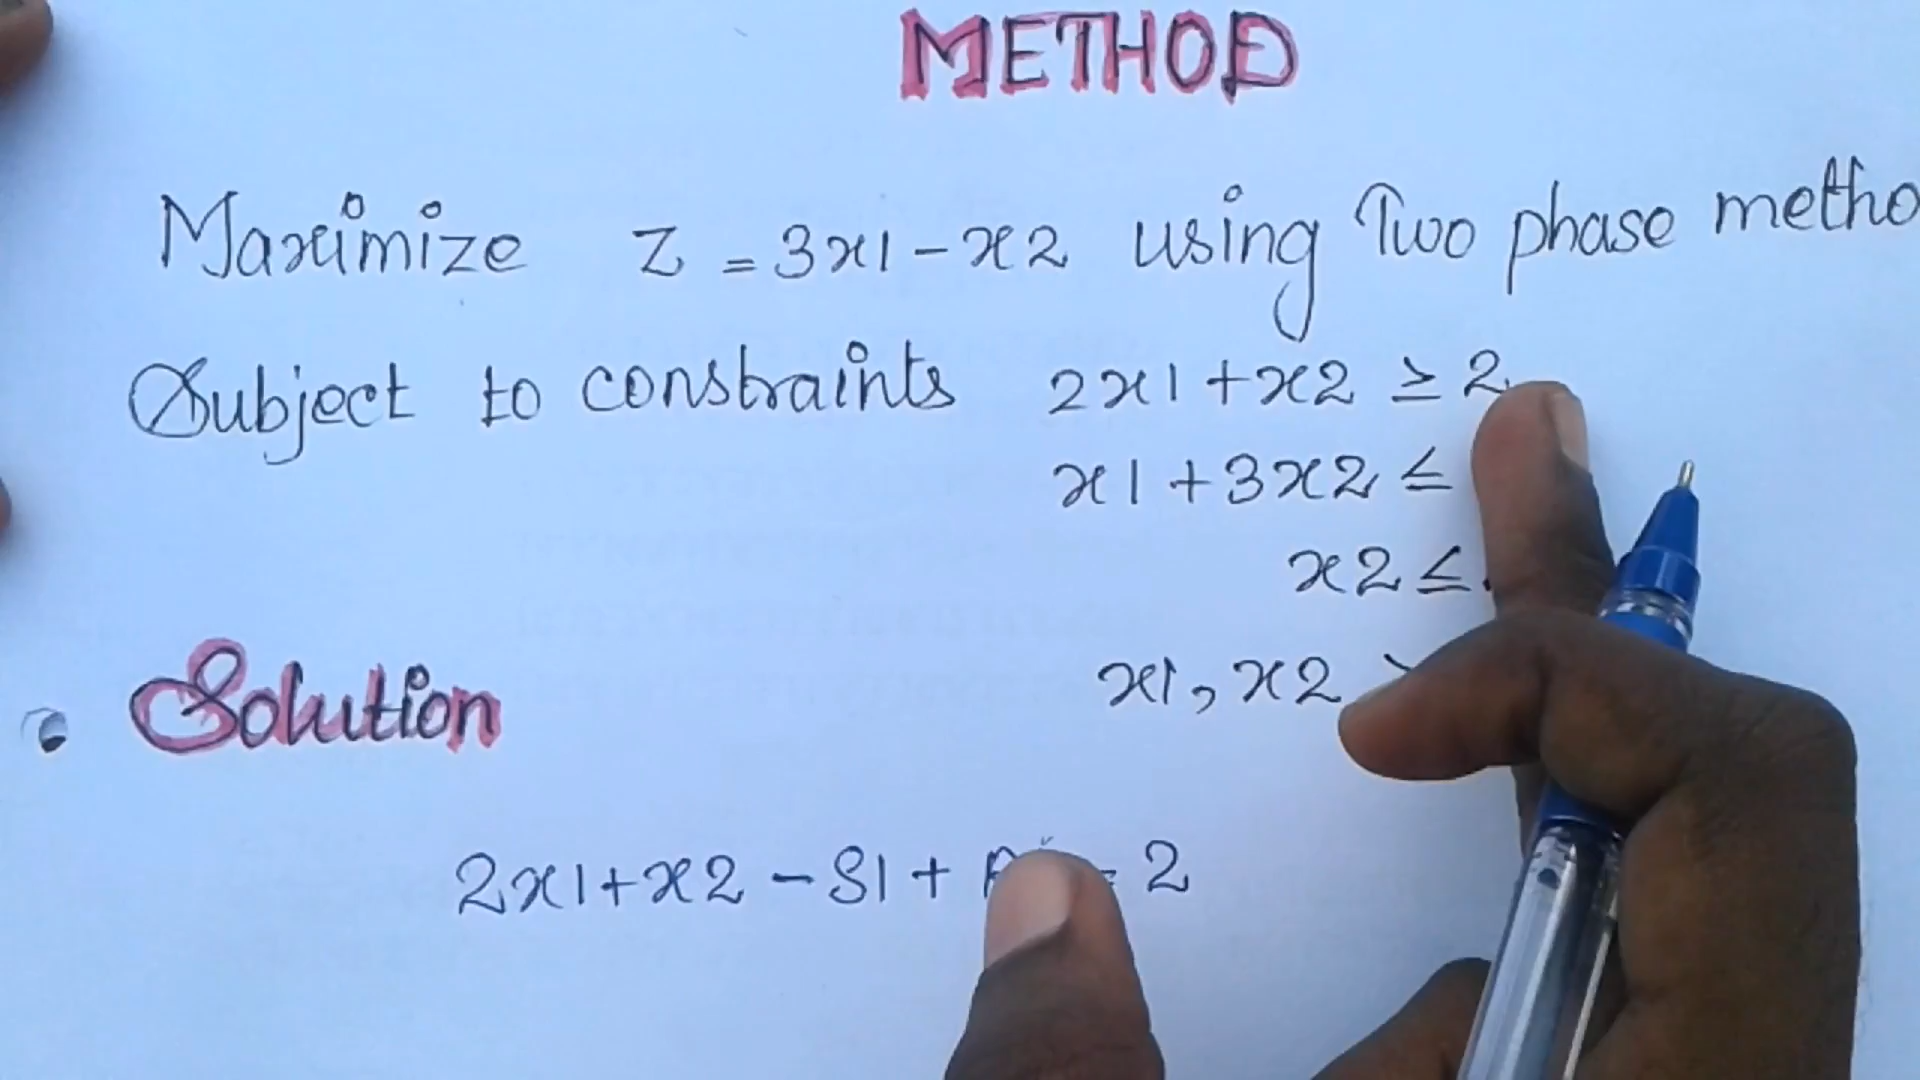 METHOD
Maximize Z = 3x1 - x2 using Two phase metho
Subject to constraints 2x1 + x2 ≥ 2
x1 + 3x2 ≤
x2 ≤
x1, x2
Solution
2x1 + x2 - S1 + = 2